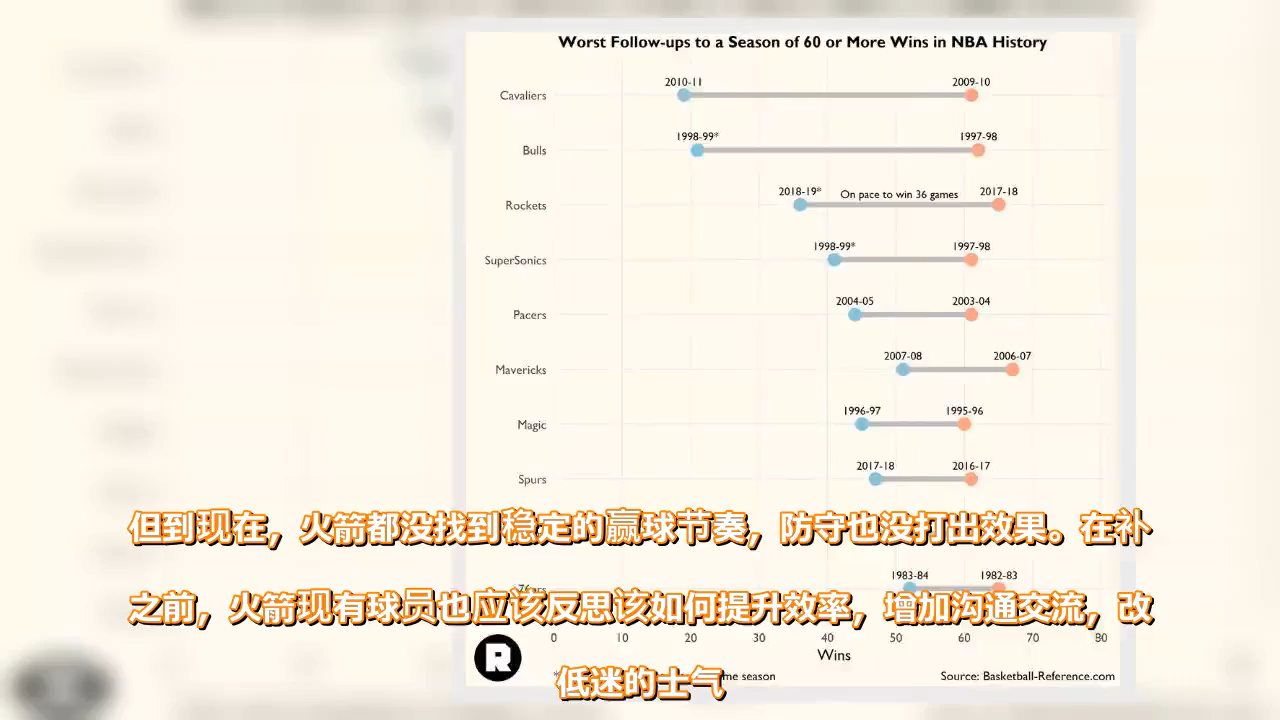 Worst Follow-ups to a Season of 60 or More Wins in NBA History
2010-11 2009-10
Cavaliers
1998-99* 1997-98
Bulls
2018-19* On pace to win 36 games 2017-18
Rockets
1998-99* 1997-98
SuperSonics
2004-05 2003-04
Pacers
2007-08 2006-07
Mavericks
1996-97 1995-96
Magic
2017-18 2016-17
Spurs
但到现在，火箭都没找到稳定的赢球节奏，防守也没打出效果。在补
1983-84 1982-83
之前，火箭现有球员也应该反思该如何提升效率，增加沟通交流，改
0 10 20 30 40 50 60 70 80
Wins
R
低迷的士气
season
Source: Basketball-Reference.com